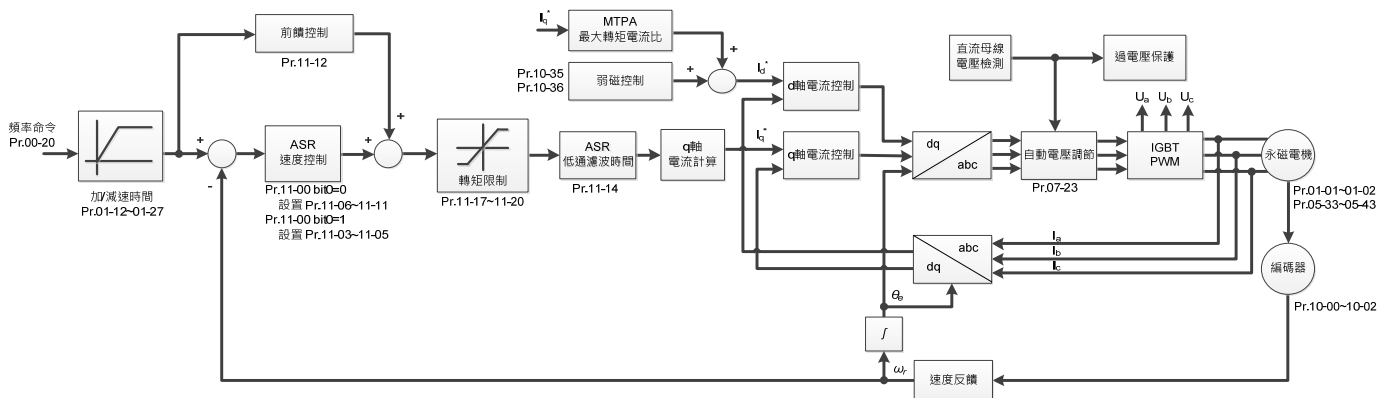 頻率命令
Pr.00-20
加/減速時間
Pr.01-12~01-27
前饋控制
Pr.11-12
+
-
ASR
速度控制
Pr.11-00 bit0=0
設置 Pr.11-06~11-11
Pr.11-00 bit0=1
設置 Pr.11-03~11-05
+
+
轉矩限制
Pr.11-17~11-20
ASR
低通濾波時間
Pr.11-14
q軸
電流計算
Iq*
MTPA
最大轉矩電流比
Pr.10-35
Pr.10-36
弱磁控制
+
+
Id*
d軸電流控制
Iq*
q軸電流控制
dq
abc
直流母線
電壓檢測
過電壓保護
自動電壓調節
Pr.07-23
Ua
Ub
Uc
IGBT
PWM
永磁電機
Pr.01-01~01-02
Pr.05-33~05-43
編碼器
Pr.10-00~10-02
abc
dq
Ia
Ib
Ic
θe
∫
ωr
速度反饋